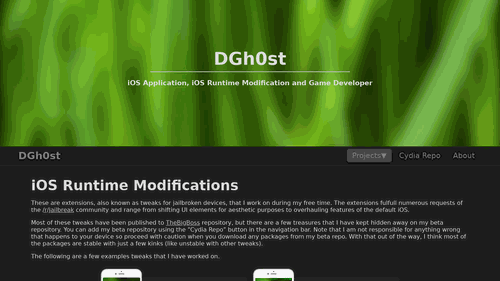 DGh0st
iOS Application, iOS Runtime Modification and Game Developer
DGh0st
Projects▼ Cydia Repo About
iOS Runtime Modifications
These are extensions, also known as tweaks for jailbroken devices, that I work on during my free time. The extensions fulfull numerous requests of
the /r/jailbreak community and range from shifting UI elements for aesthetic purposes to overhauling features of the default iOS.
Most of these tweaks have been published to TheBigBoss repository, but there are a few treasures that I have kept hidden away on my beta
repository. You can add my beta repository using the "Cydia Repo" button in the navigation bar. Note that I am not responsible for anything wrong
that happens to your device so proceed with caution when you download any packages from my beta repo. With that out of the way, I think most of
the packages are stable with just a few kinks (like unstable with other tweaks).
The following are a few examples tweaks that I have worked on.